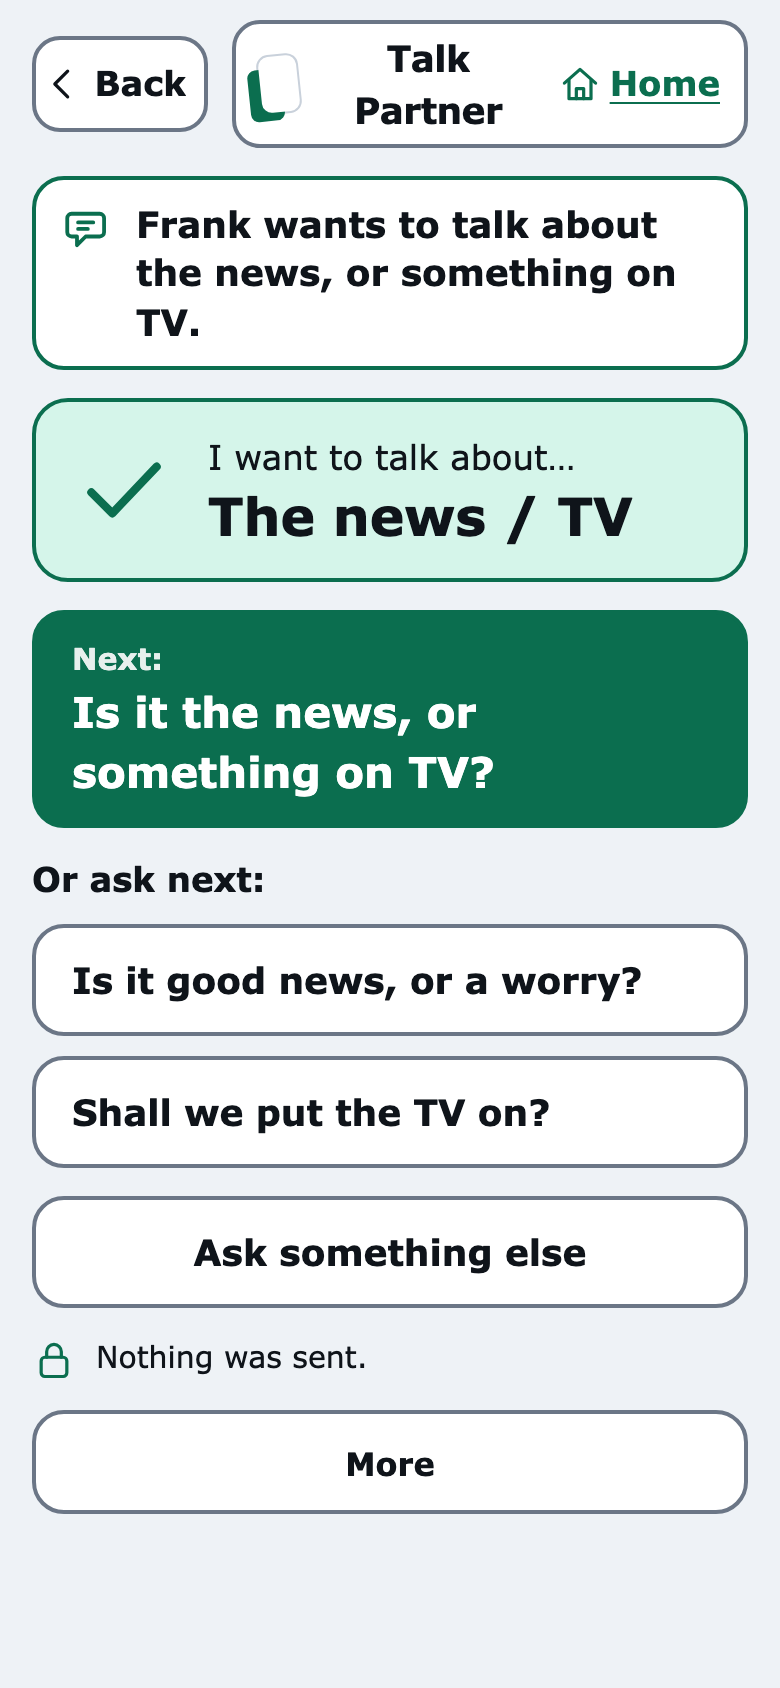 Back
Talk
Partner
Home
Frank wants to talk about
the news, or something on
TV.
I want to talk about...
The news / TV
Next:
Is it the news, or
something on TV?
Or ask next:
Is it good news, or a worry?
Shall we put the TV on?
Ask something else
Nothing was sent.
More